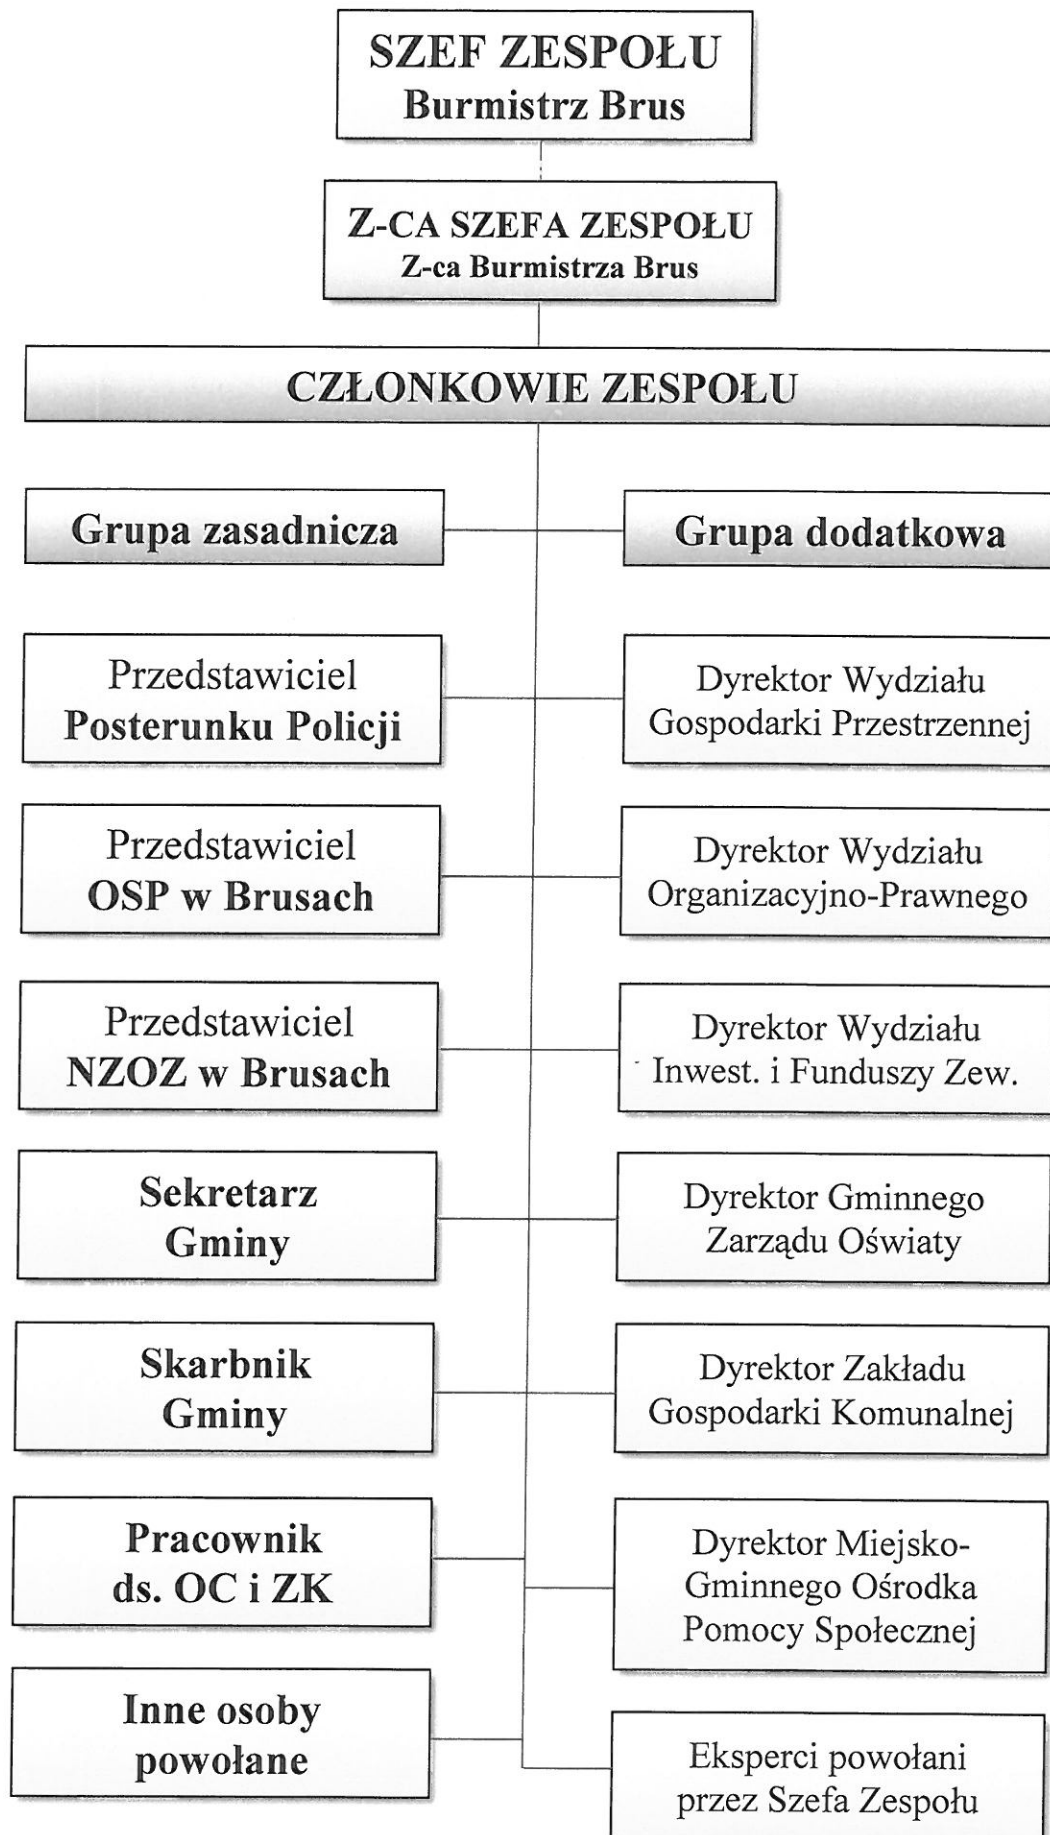 SZEF ZESPOŁU
Burmistrz Brus
Z-CA SZEFA ZESPOŁU
Z-ca Burmistrza Brus
CZŁONKOWIE ZESPOŁU
Grupa zasadnicza
Przedstawiciel
Posterunku Policji
Przedstawiciel
OSP w Brusach
Przedstawiciel
NZOZ w Brusach
Sekretarz
Gminy
Skarbnik
Gminy
Pracownik
ds. OC i ZK
Inne osoby
powołane
Grupa dodatkowa
Dyrektor Wydziału
Gospodarki Przestrzennej
Dyrektor Wydziału
Organizacyjno-Prawnego
Dyrektor Wydziału
Inwest. i Funduszy Zew.
Dyrektor Gminnego
Zarządu Oświaty
Dyrektor Zakładu
Gospodarki Komunalnej
Dyrektor Miejsko-
Gminnego Ośrodka
Pomocy Społecznej
Eksperci powołani
przez Szefa Zespołu